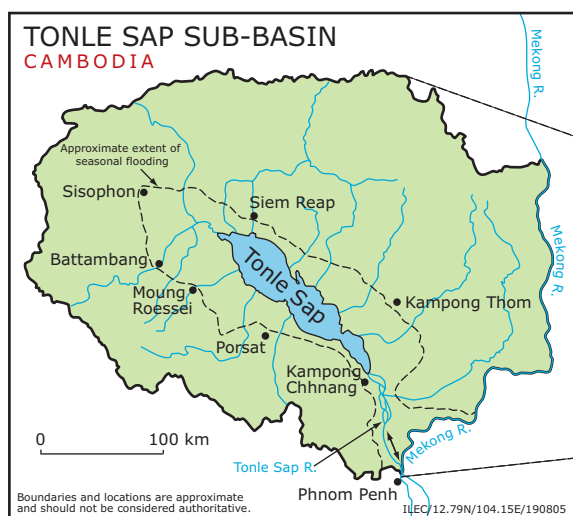 TONLE SAP SUB-BASIN
CAMBODIA
Mekong R.
Approximate extent of
seasonal flooding
Sisophon
Siem Reap
Mekong R.
Battambang
Tonle Sap
Moung
Roessei
Kampong Thom
Porsat
Kampong
Chhnang
0 100 km
Tonle Sap R.
Mekong R.
Phnom Penh
Boundaries and locations are approximate
and should not be considered authoritative.
ILEC/12.79N/104.15E/190805